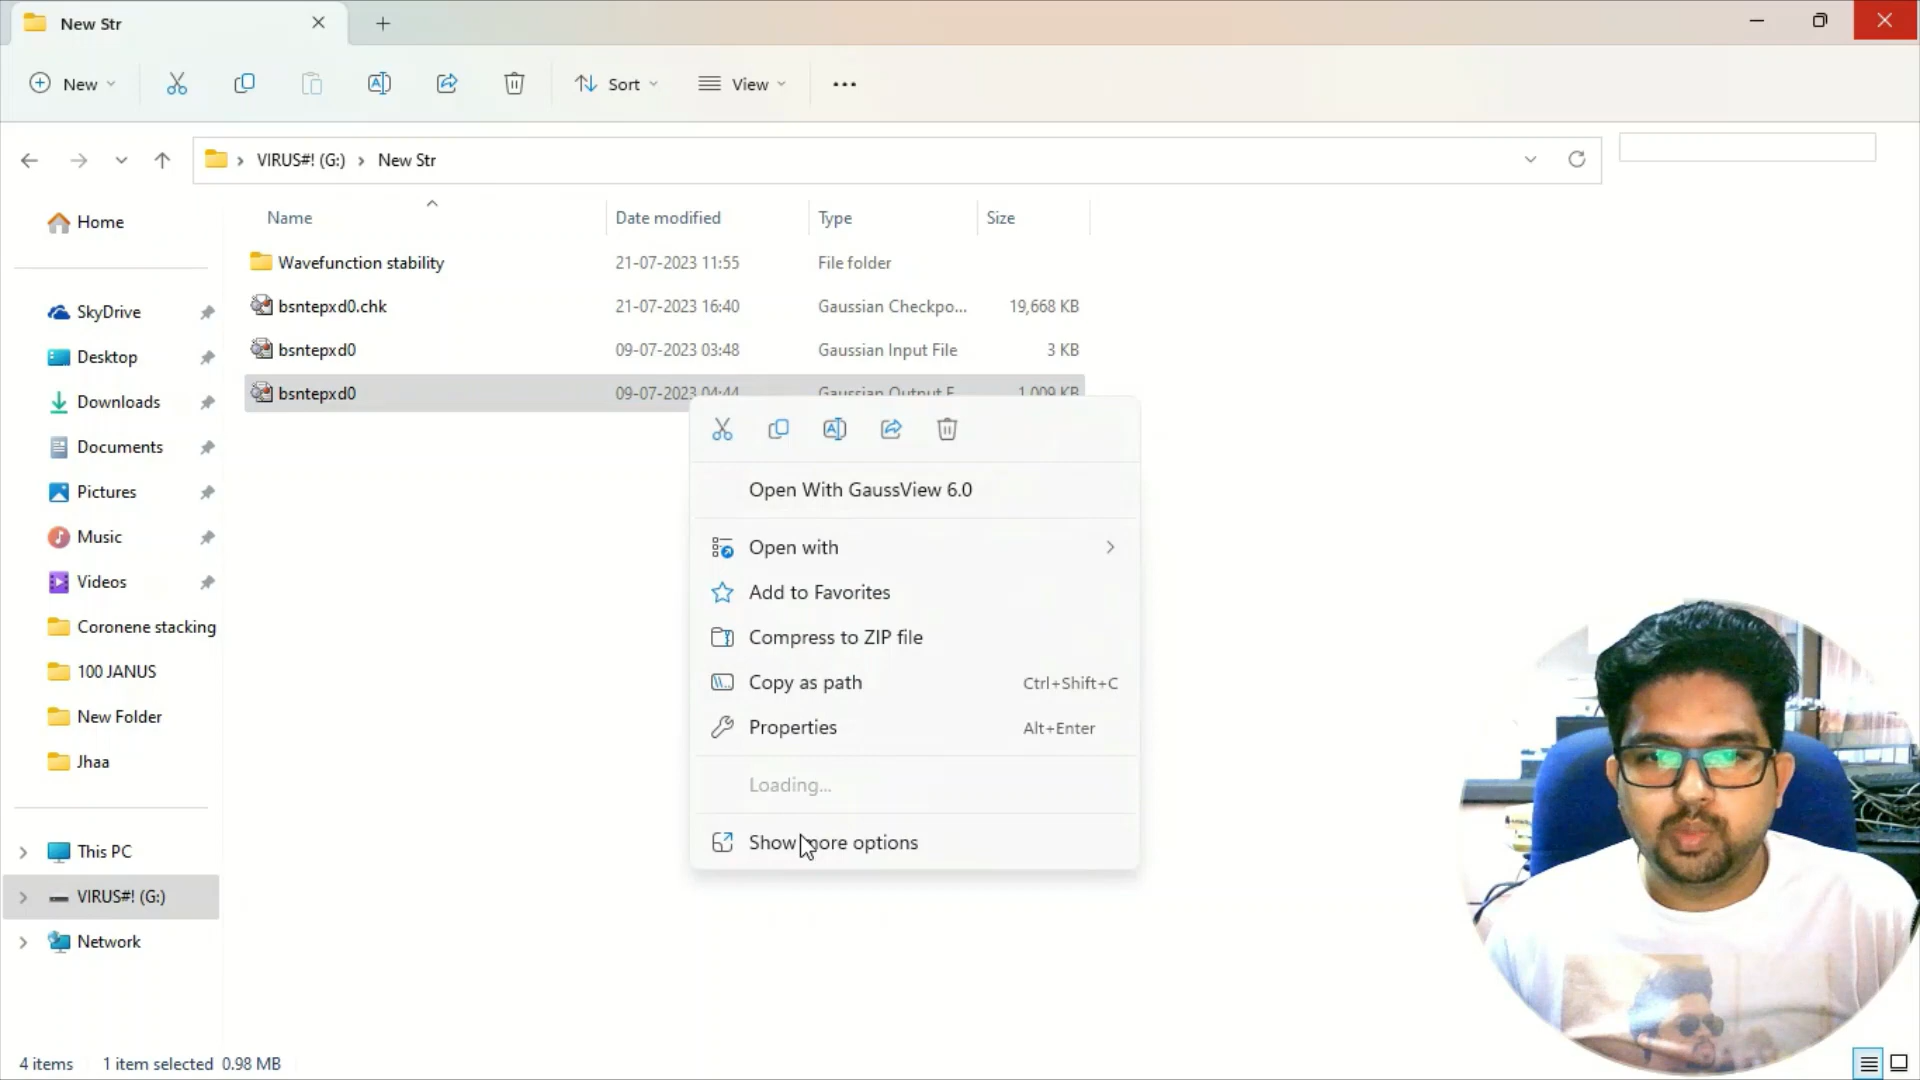 New Str
New
Sort
View
VIRUS#! (G:)
New Str
Name
Date modified
Type
Size
Home
SkyDrive
Desktop
Downloads
Documents
Pictures
Music
Videos
Coronene stacking
100 JANUS
New Folder
Jhaa
This PC
VIRUS#! (G:)
Network
Wavefunction stability 21-07-2023 11:55 File folder
bsntepxd0.chk 21-07-2023 16:40 Gaussian Checkpo... 19,668 KB
bsntepxd0 09-07-2023 03:48 Gaussian Input File 3 KB
bsntepxd0 09-07-2023 04:44 Gaussian Output F 1,009 KB
Open With GaussView 6.0
Open with
Add to Favorites
Compress to ZIP file
Copy as path Ctrl+Shift+C
Properties Alt+Enter
Loading...
Show more options
4 items 1 item selected 0.98 MB